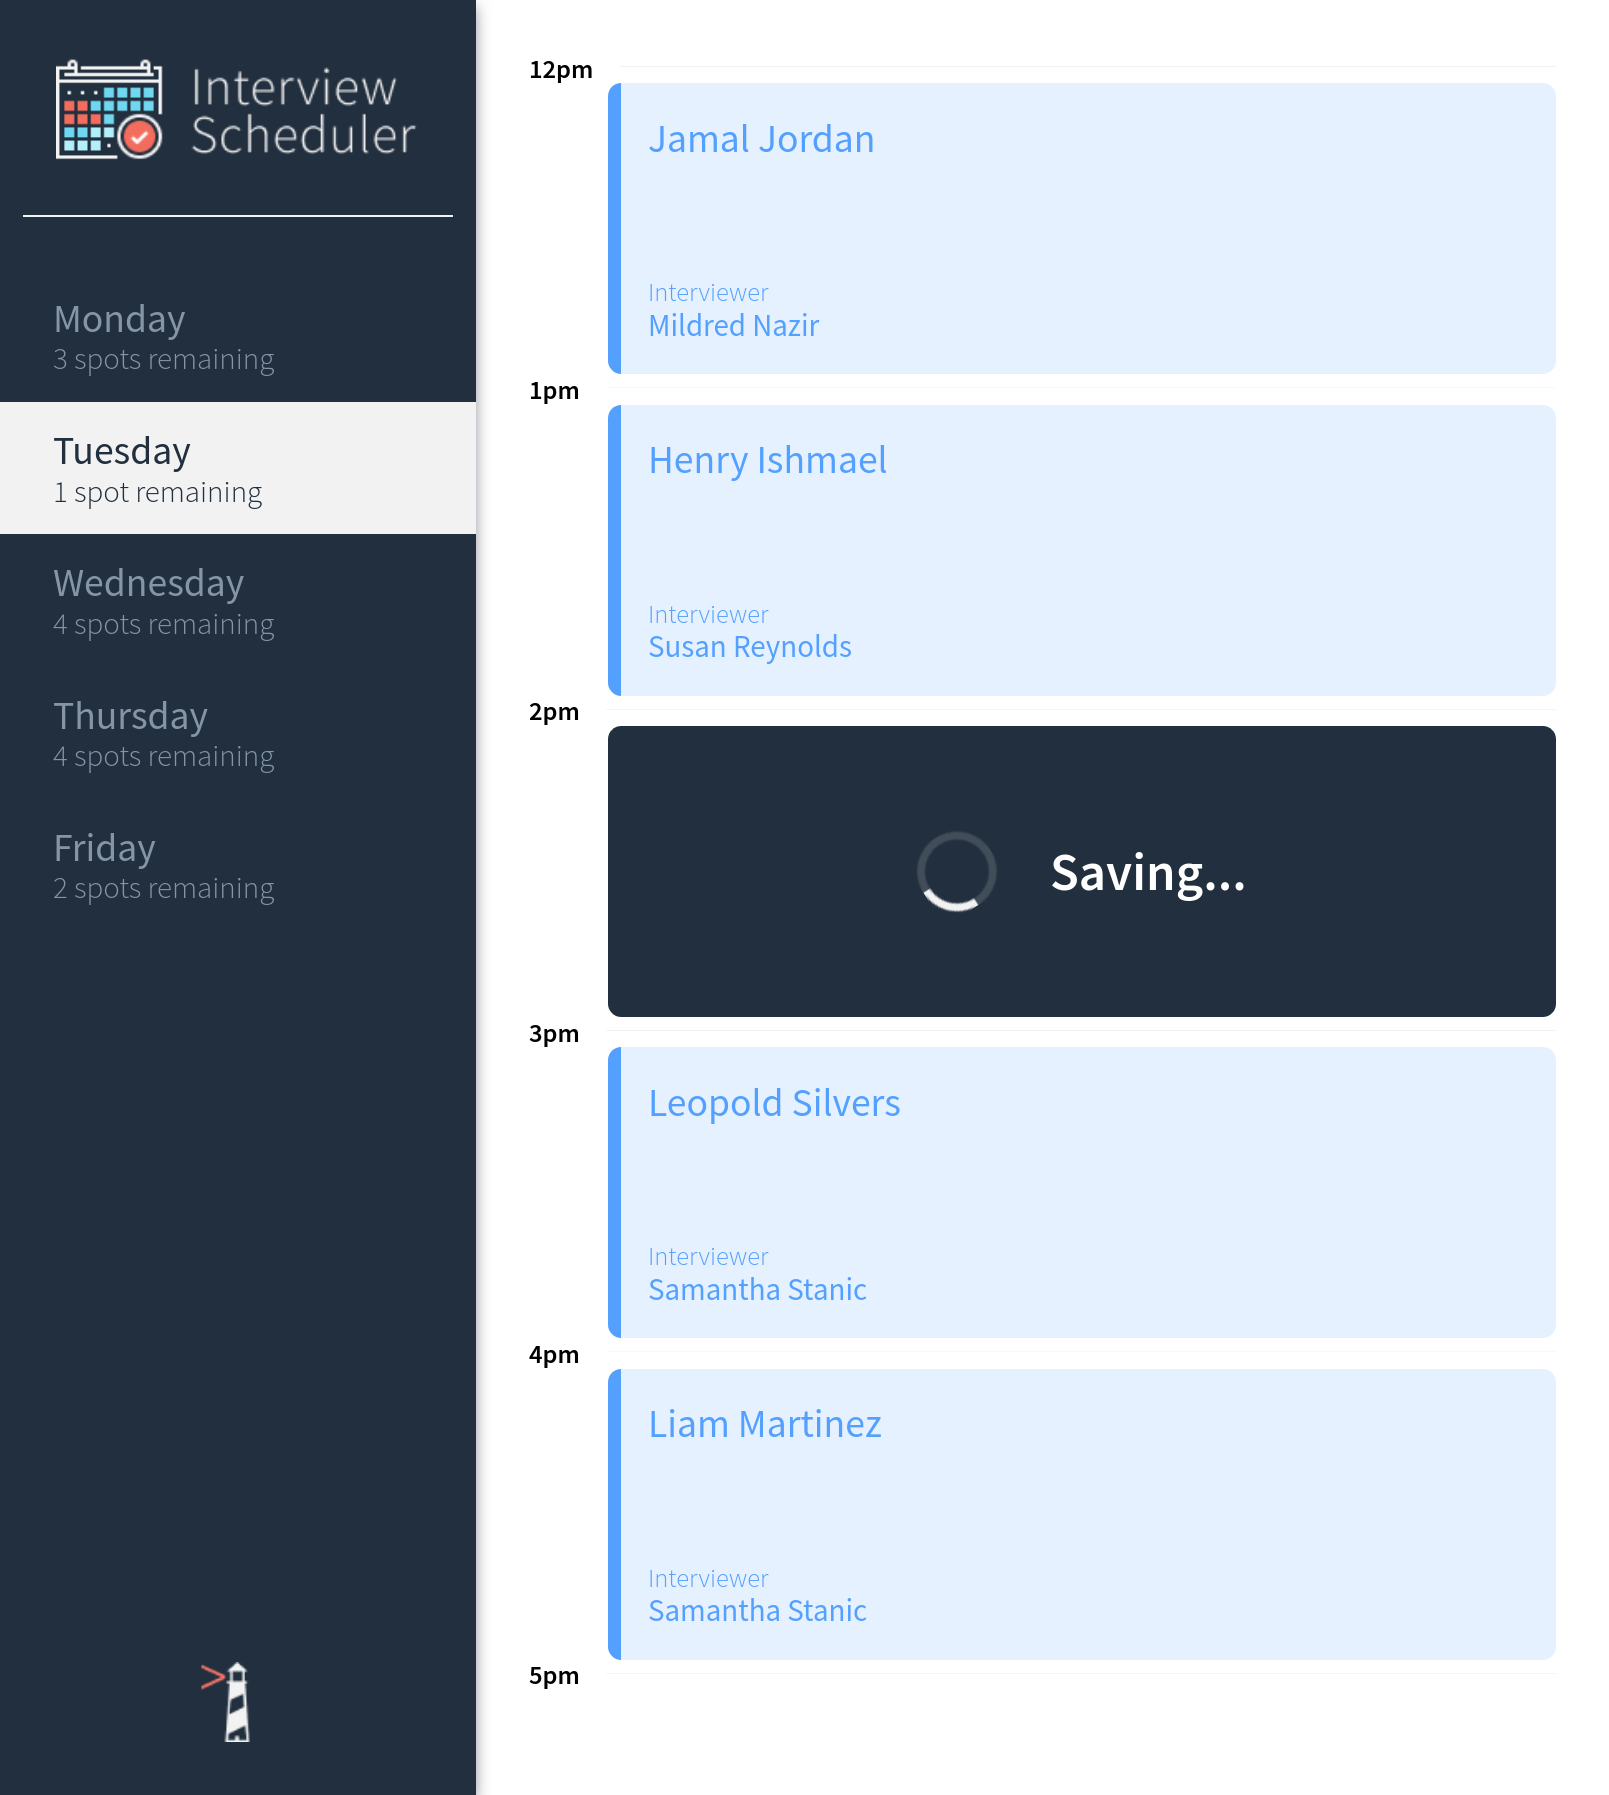 Interview
Scheduler
Monday
3 spots remaining
Tuesday
1 spot remaining
Wednesday
4 spots remaining
Thursday
4 spots remaining
Friday
2 spots remaining
12pm
Jamal Jordan
Interviewer
Mildred Nazir
1pm
Henry Ishmael
Interviewer
Susan Reynolds
2pm
Saving...
3pm
Leopold Silvers
Interviewer
Samantha Stanic
4pm
Liam Martinez
Interviewer
Samantha Stanic
5pm